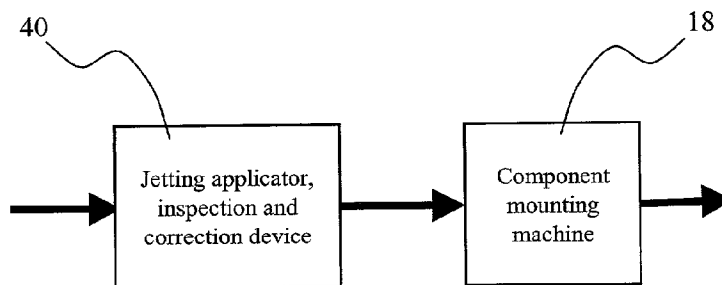 40
18
Jetting applicator,
inspection and
correction device
Component
mounting
machine